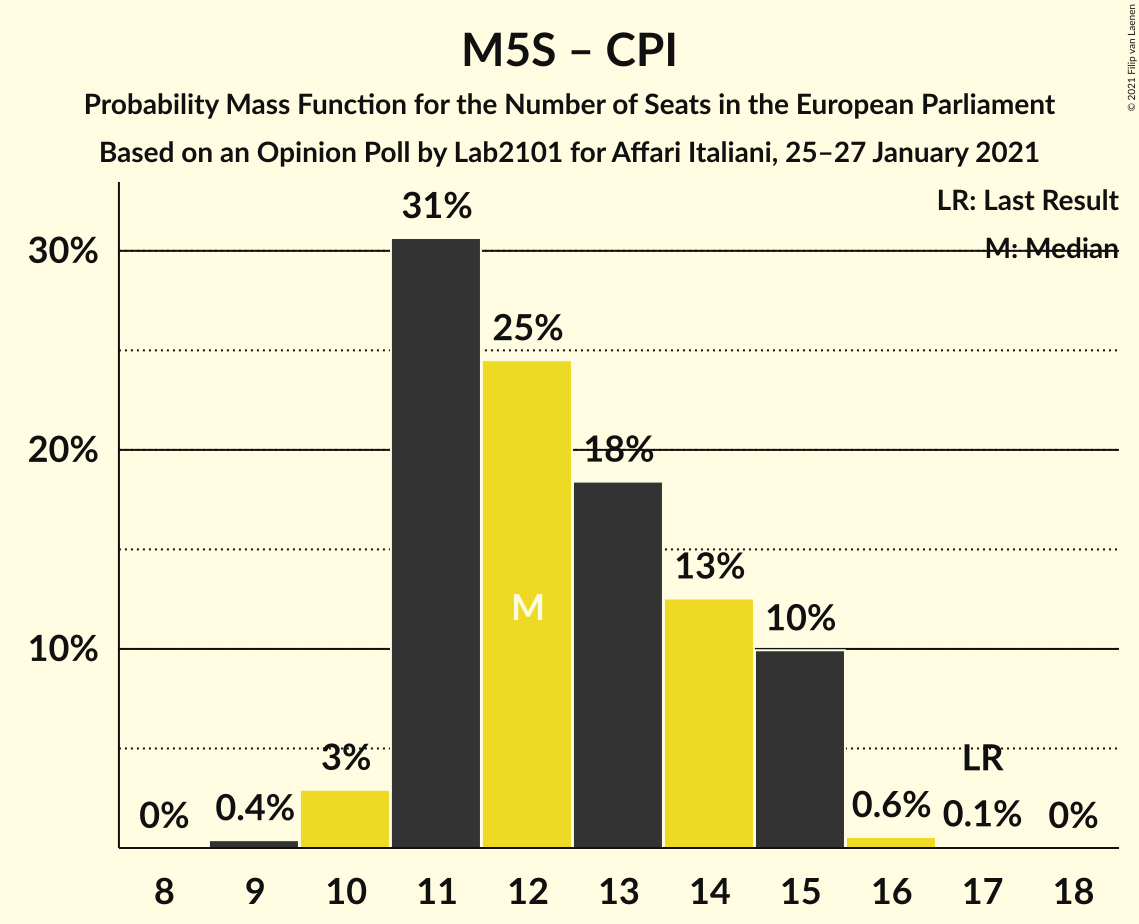 M5S – CPI
Probability Mass Function for the Number of Seats in the European Parliament
Based on an Opinion Poll by Lab2101 for Affari Italiani, 25–27 January 2021
© 2021 Filip van Laenen
LR: Last Result
M: Median
30%
20%
10%
0%
0.4%
3%
31%
25%
18%
13%
10%
0.6%
0.1%
0%
M
LR
8 9 10 11 12 13 14 15 16 17 18